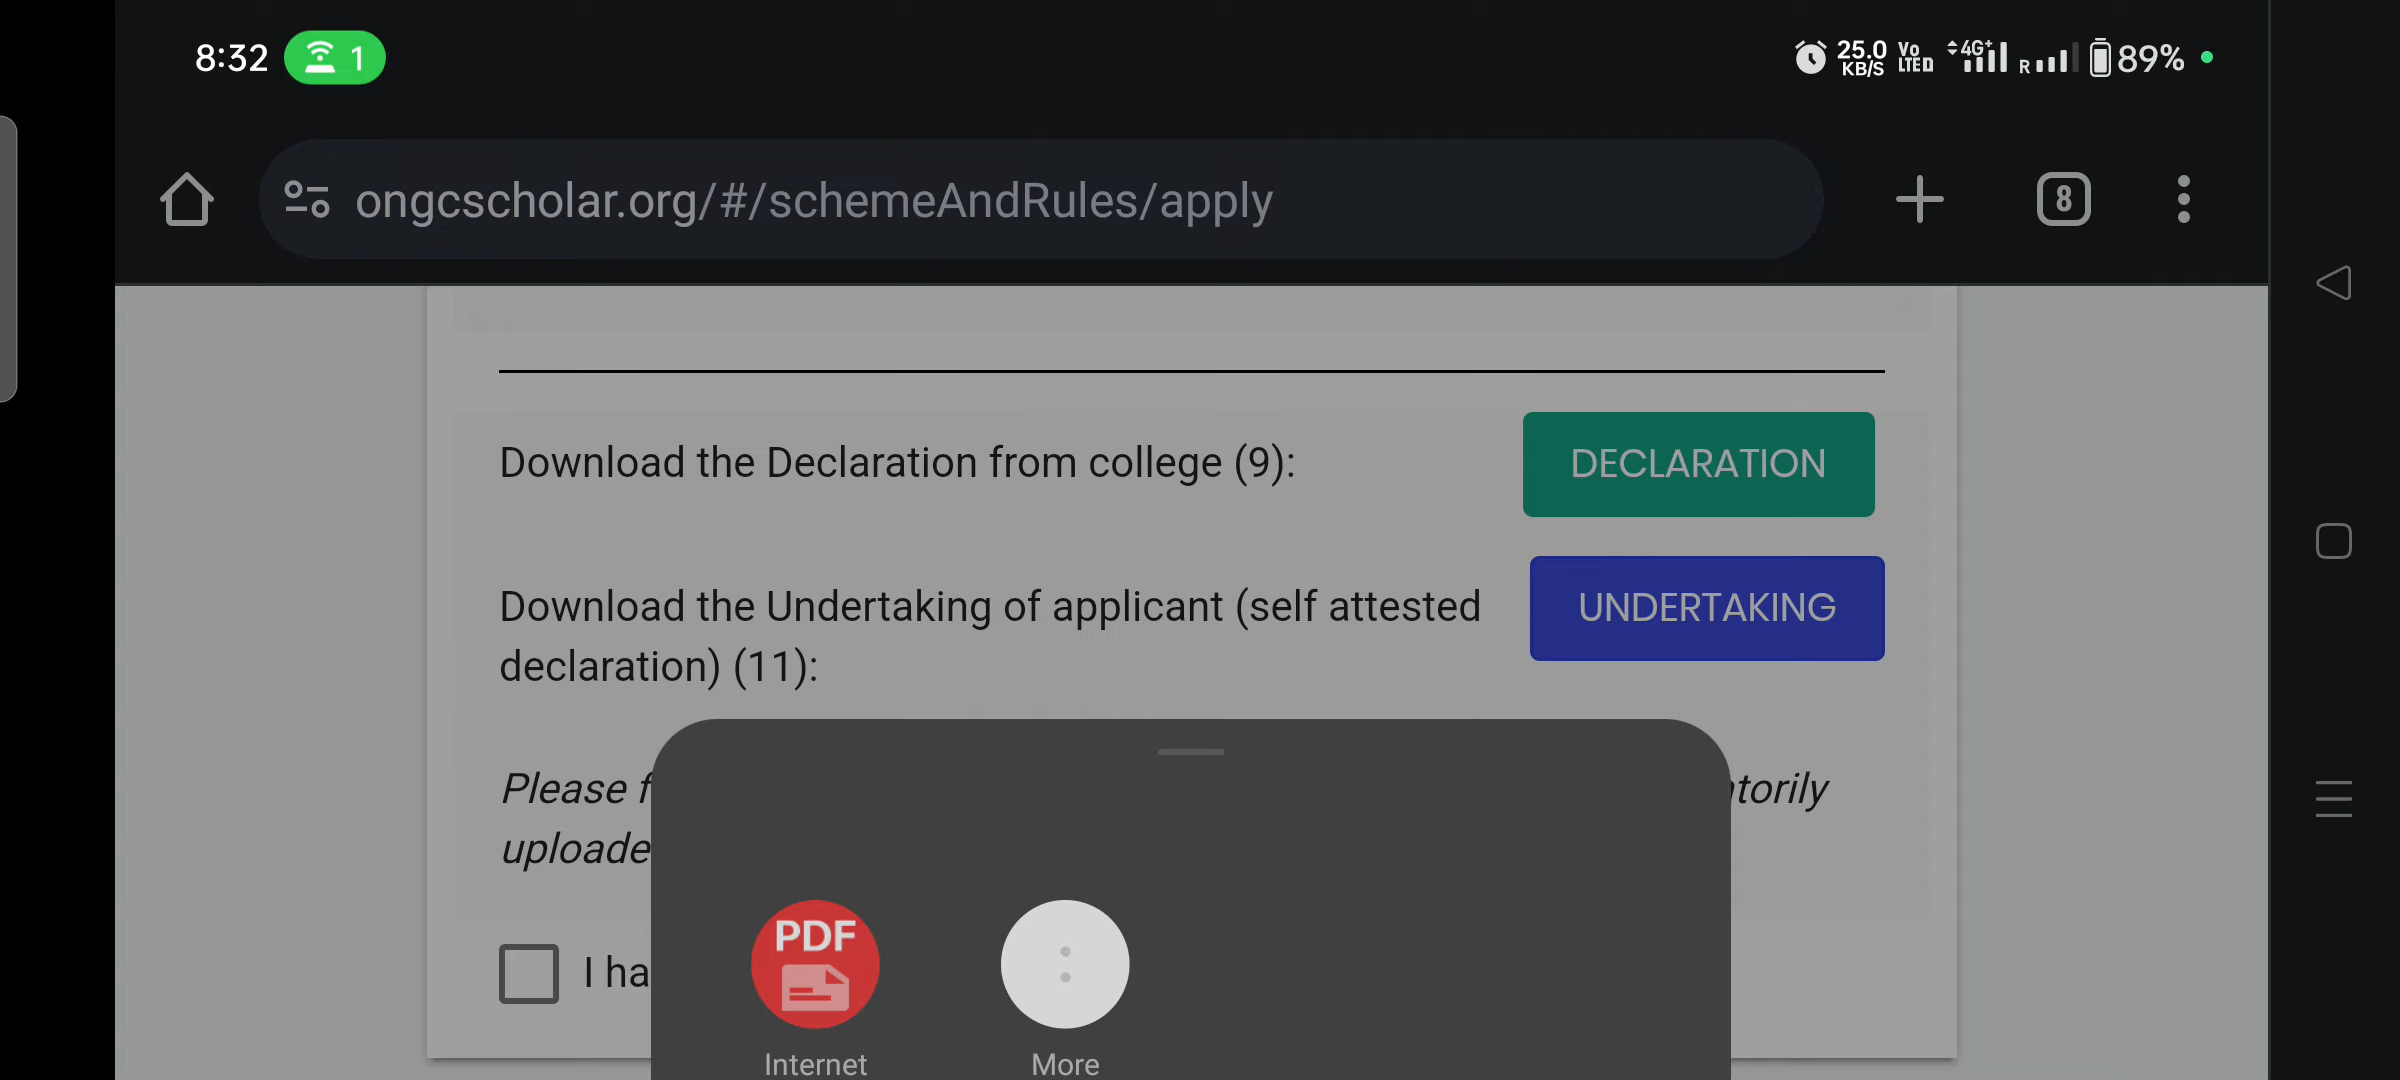 8:32 1 25.0 KB/S Vo LTE D 4G+ R 89%
ongcscholar.org/#/schemeAndRules/apply 8
Download the Declaration from college (9): DECLARATION
Download the Undertaking of applicant (self attested UNDERTAKING
declaration) (11):
Please f
uploade
I ha
PDF
Internet More